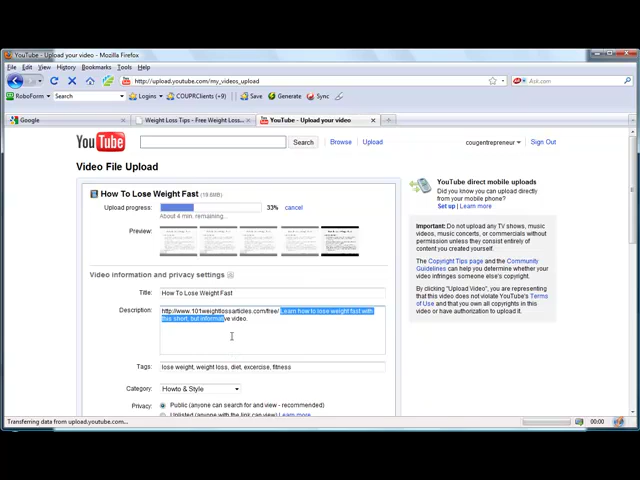 YouTube - Upload your video - Mozilla Firefox
File Edit View History Bookmarks Tools Help
http://upload.youtube.com/my_videos_upload
Ask.com
RoboForm Search Logins COUPRClients (+9) Save Generate Sync
Google Weight Loss Tips - Free Weight Loss... YouTube - Upload your video
YouTube Search Browse Upload cougentrepreneur Sign Out
Video File Upload
How To Lose Weight Fast (19.6MB)
Upload progress: 33% cancel
About 4 min. remaining...
Preview:
Video information and privacy settings
Title: How To Lose Weight Fast
Description: http://www.101weightlossarticles.com/free/ Learn how to lose weight fast with
this short, but informative video.
Tags: lose weight, weight loss, diet, excercise, fitness
Category: Howto & Style
Privacy: Public (anyone can search for and view - recommended)
Unlisted (anyone with the link can view) Learn more
YouTube direct mobile uploads
Did you know you can upload directly
from your mobile phone?
Set up | Learn more
Important: Do not upload any TV shows, music
videos, music concerts, or commercials
without permission unless they consist entirely
of content you created yourself.
The Copyright Tips page and the Community
Guidelines can help you determine whether your
video infringes someone else's copyright.
By clicking "Upload Video", you are representing
that this video does not violate YouTube's Terms
of Use and that you own all copyrights in this
video or have authorization to upload it.
Transferring data from upload.youtube.com... 00:00